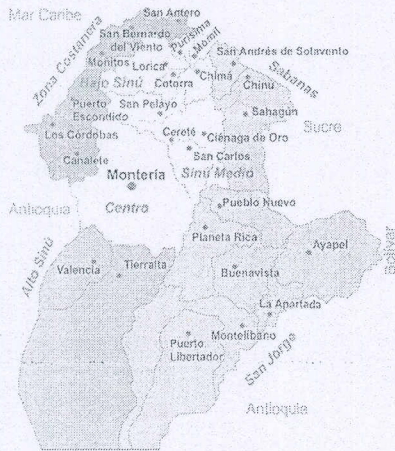 Mar Caribe
San Antero
Zona Costanera
San Bernardo
del Viento
Purísima
Momil
Moñitos
Lorica
San Andrés de Sotavento
Sabanas
Bajo Sinú
Cotorra
Chimá
Chinú
Puerto
Escondido
San Pelayo
Sahagún
Los Córdobas
Cereté
Ciénaga de Oro
Sucre
Canalete
San Carlos
Montería
Sinú Medio
Antioquia
Centro
Pueblo Nuevo
Planeta Rica
Ayapel
Bolívar
Alto Sinú
Valencia
Tierralta
Buenavista
La Apartada
Puerto
Libertador
Montelíbano
San Jorge
Antioquia